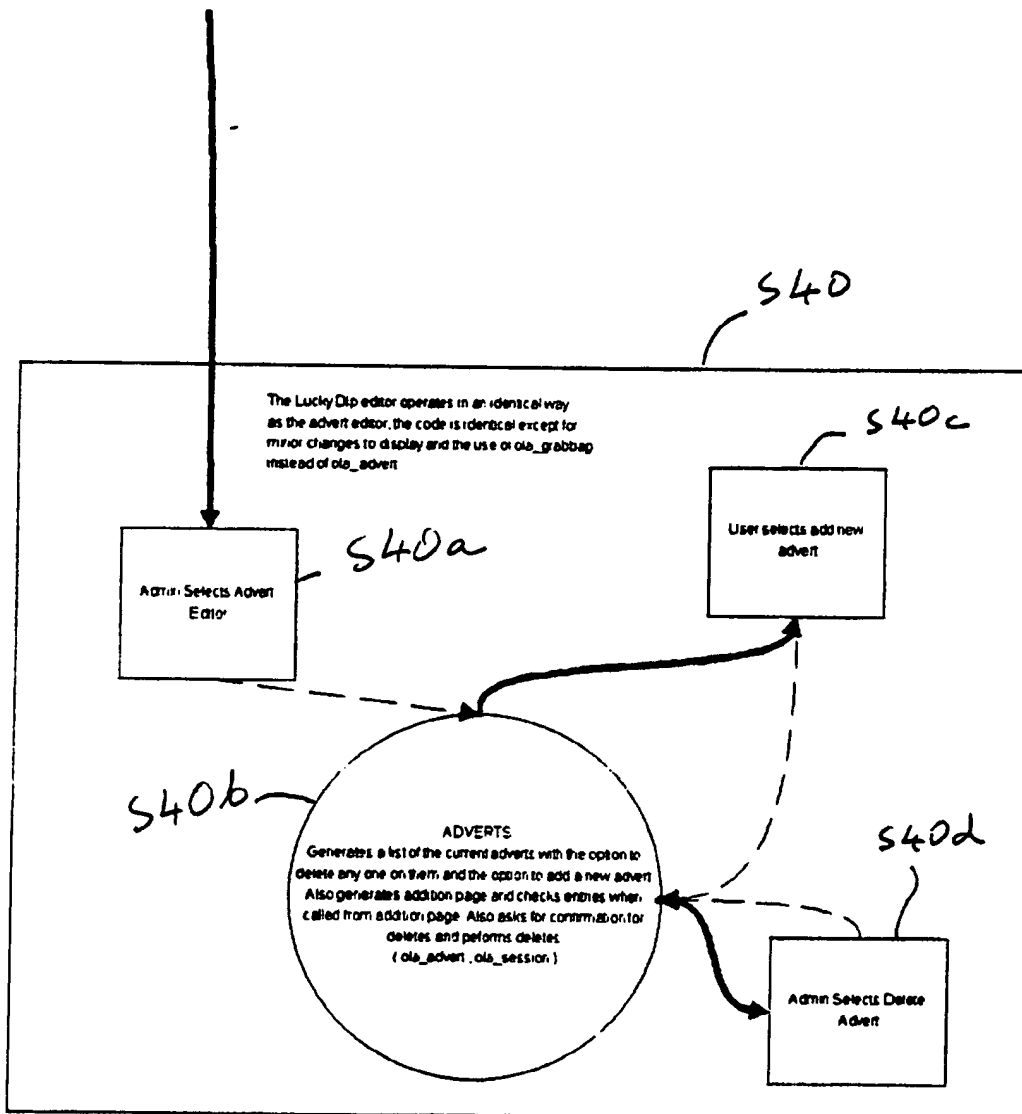 S40
The Lucky Dip editor operates in an identical way
as the advert editor, the code is identical except for
minor changes to display and the use of ola_grabbag
instead of ola_advert
S40c
User selects add new
advert
S40a
Admin Selects Advert
Editor
S40b
ADVERTS
Generates a list of the current adverts with the option to
delete any one on them and the option to add a new advert
Also generates addition page and checks entries when
called from addition page. Also asks for confirmation for
deletes and peforms deletes
( ola_advert , ola_session )
S40d
Admin Selects Delete
Advert